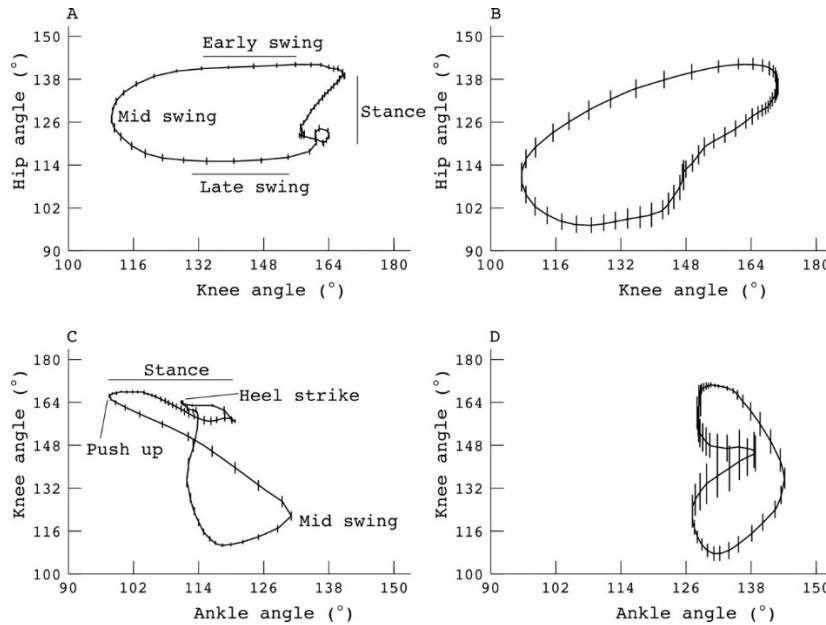 A
B
150
138
126
114
102
90
Hip angle (°)
Early swing
Mid swing
Stance
Late swing
100 116 132 148 164 180
Knee angle (°)
150
138
126
114
102
90
Hip angle (°)
100 116 132 148 164 180
Knee angle (°)
C
D
180
164
148
132
116
100
Knee angle (°)
Stance
Heel strike
Push up
Mid swing
90 102 114 126 138 150
Ankle angle (°)
180
164
148
132
116
100
Knee angle (°)
90 102 114 126 138 150
Ankle angle (°)